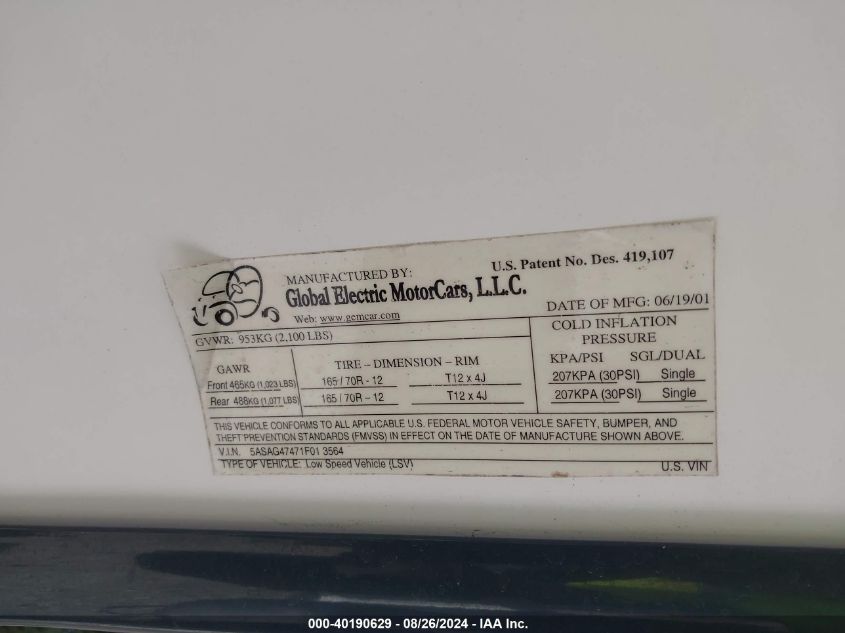 U.S. Patent No. Des. 419,107
MANUFACTURED BY:
Global Electric MotorCars, L.L.C.
Web: www.gemcar.com
DATE OF MFG: 06/19/01
GVWR: 953KG (2,100 LBS)
COLD INFLATION
PRESSURE
GAWR
TIRE – DIMENSION – RIM
KPA/PSI SGL/DUAL
Front 465KG (1,023 LBS) 165 / 70R - 12 T12 x 4J 207KPA (30PSI) Single
Rear 488KG (1,077 LBS) 165 / 70R - 12 T12 x 4J 207KPA (30PSI) Single
THIS VEHICLE CONFORMS TO ALL APPLICABLE U.S. FEDERAL MOTOR VEHICLE SAFETY, BUMPER, AND
THEFT PREVENTION STANDARDS (FMVSS) IN EFFECT ON THE DATE OF MANUFACTURE SHOWN ABOVE.
V.I.N. 5ASAG47471F01 3564
TYPE OF VEHICLE: Low Speed Vehicle (LSV) U.S. VIN
000-40190629 - 08/26/2024 - IAA Inc.